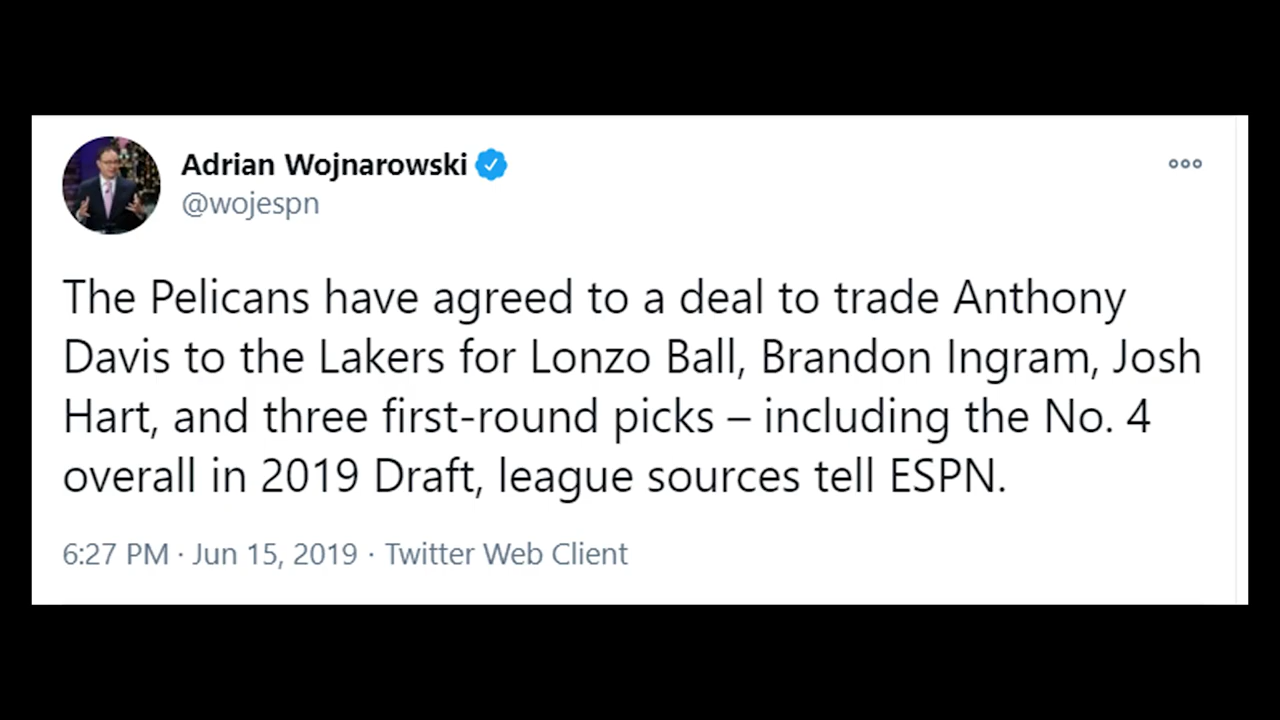 Adrian Wojnarowski
@wojespn
The Pelicans have agreed to a deal to trade Anthony
Davis to the Lakers for Lonzo Ball, Brandon Ingram, Josh
Hart, and three first-round picks – including the No. 4
overall in 2019 Draft, league sources tell ESPN.
6:27 PM · Jun 15, 2019 · Twitter Web Client